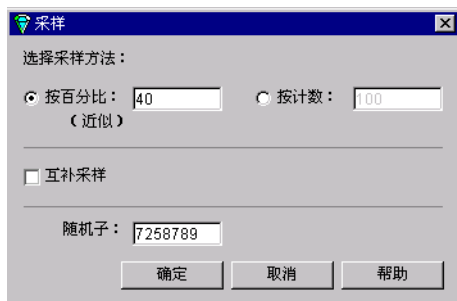 采样
选择采样方法：
按百分比： 40 按计数： 100
（近似）
互补采样
随机子： 7258789
确定 取消 帮助